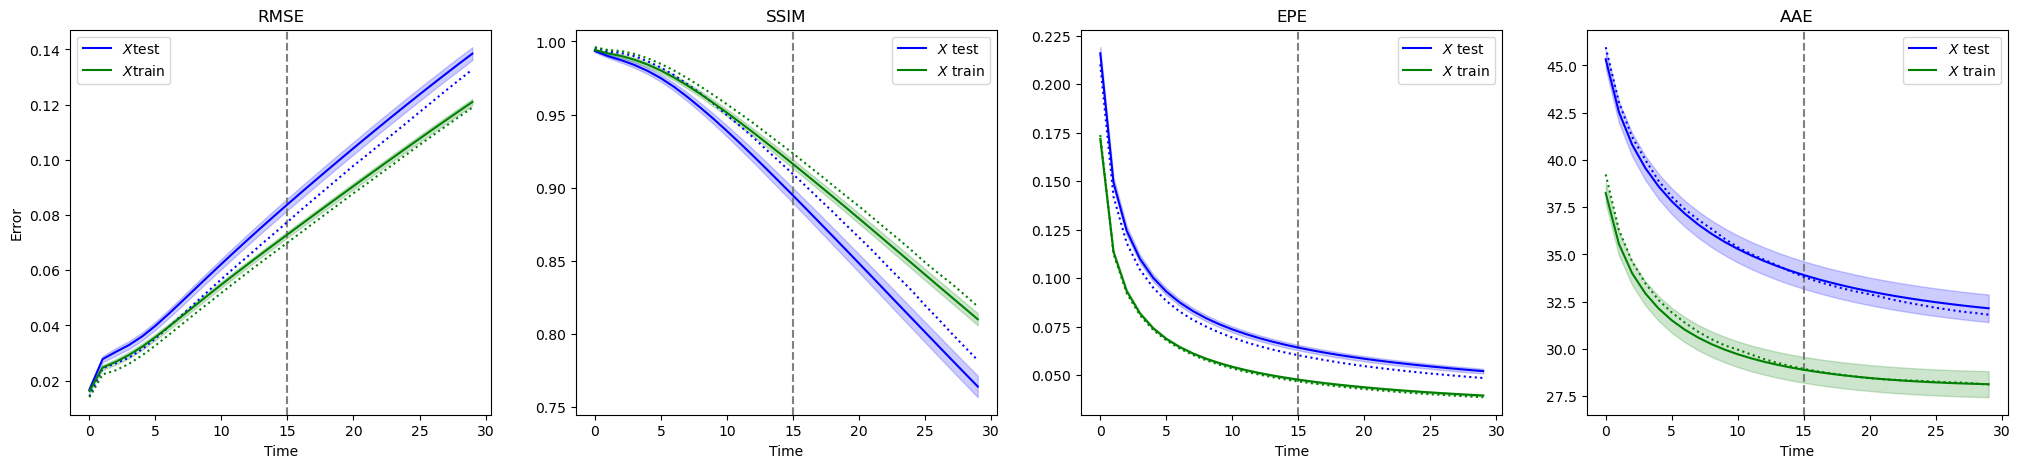 RMSE
Error
0.14
0.12
0.10
0.08
0.06
0.04
0.02
Xtest
Xtrain
0 5 10 15 20 25 30
Time
SSIM
1.00
0.95
0.90
0.85
0.80
0.75
X test
X train
0 5 10 15 20 25 30
Time
EPE
0.225
0.200
0.175
0.150
0.125
0.100
0.075
0.050
X test
X train
0 5 10 15 20 25 30
Time
AAE
45.0
42.5
40.0
37.5
35.0
32.5
30.0
27.5
X test
X train
0 5 10 15 20 25 30
Time